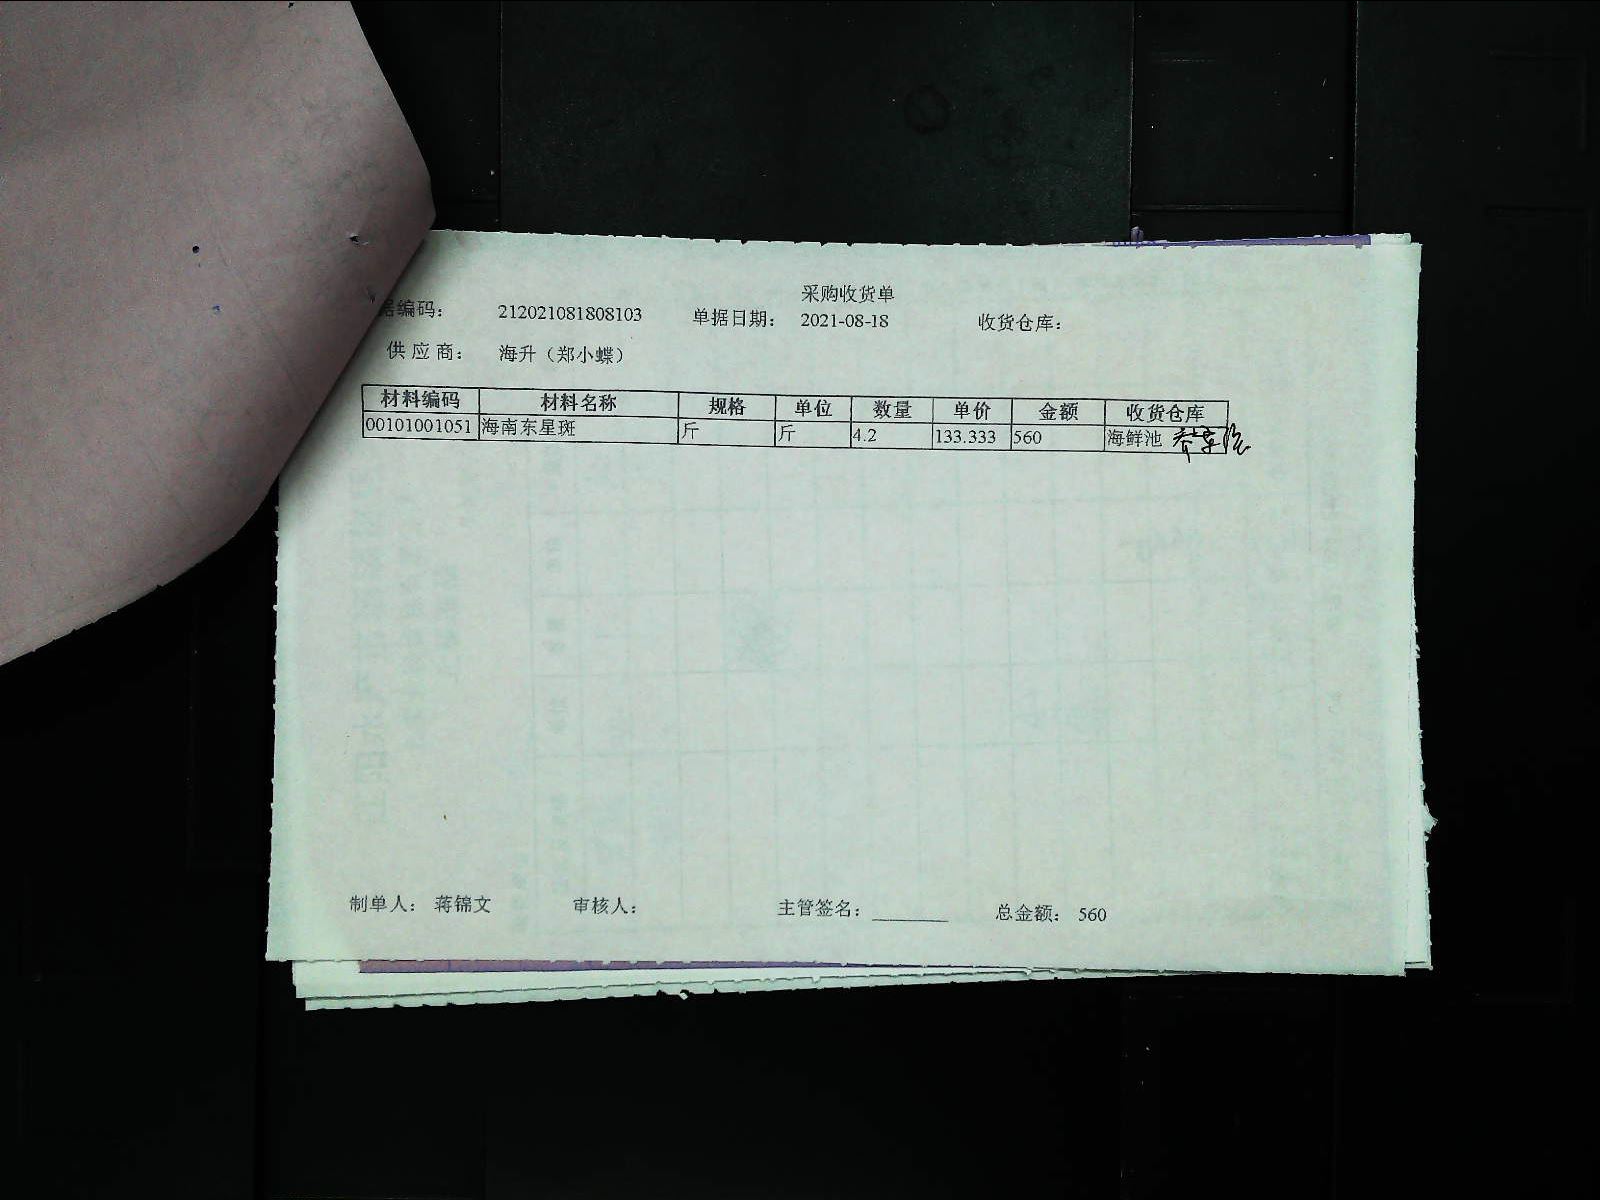 采购收货单
据编码： 212021081808103 单据日期： 2021-08-18 收货仓库：
供应商： 海升（郑小蝶）
材料编码 材料名称 规格 单位 数量 单价 金额 收货仓库
00101001051 海南东星斑 斤 斤 4.2 133.333 560 海鲜池
制单人： 蒋锦文 审核人： 主管签名： ________ 总金额： 560